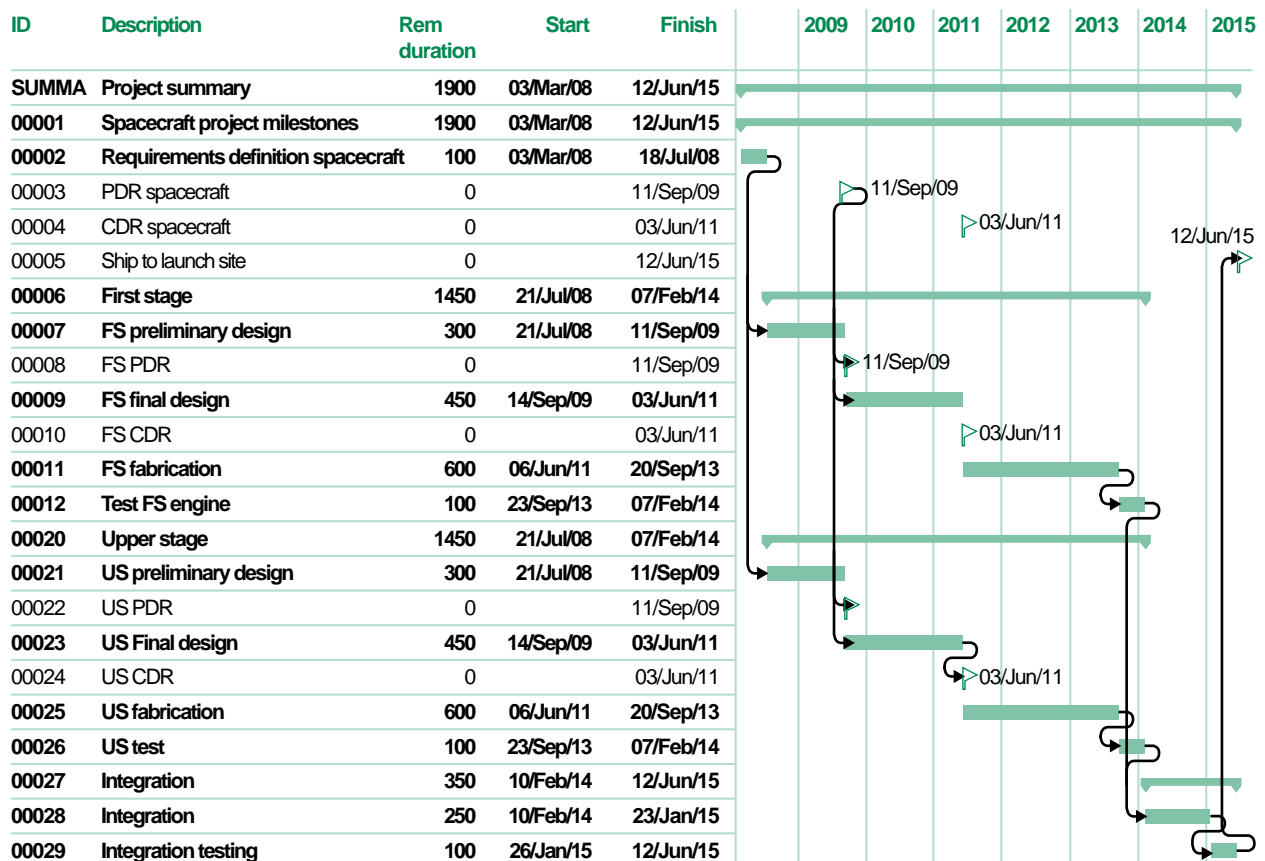 ID Description Rem duration Start Finish 2009 2010 2011 2012 2013 2014 2015
SUMMA Project summary 1900 03/Mar/08 12/Jun/15
00001 Spacecraft project milestones 1900 03/Mar/08 12/Jun/15
00002 Requirements definition spacecraft 100 03/Mar/08 18/Jul/08
00003 PDR spacecraft 0 11/Sep/09 11/Sep/09
00004 CDR spacecraft 0 03/Jun/11 03/Jun/11
00005 Ship to launch site 0 12/Jun/15 12/Jun/15
00006 First stage 1450 21/Jul/08 07/Feb/14
00007 FS preliminary design 300 21/Jul/08 11/Sep/09
00008 FS PDR 0 11/Sep/09 11/Sep/09
00009 FS final design 450 14/Sep/09 03/Jun/11
00010 FS CDR 0 03/Jun/11 03/Jun/11
00011 FS fabrication 600 06/Jun/11 20/Sep/13
00012 Test FS engine 100 23/Sep/13 07/Feb/14
00020 Upper stage 1450 21/Jul/08 07/Feb/14
00021 US preliminary design 300 21/Jul/08 11/Sep/09
00022 US PDR 0 11/Sep/09
00023 US Final design 450 14/Sep/09 03/Jun/11
00024 US CDR 0 03/Jun/11 03/Jun/11
00025 US fabrication 600 06/Jun/11 20/Sep/13
00026 US test 100 23/Sep/13 07/Feb/14
00027 Integration 350 10/Feb/14 12/Jun/15
00028 Integration 250 10/Feb/14 23/Jan/15
00029 Integration testing 100 26/Jan/15 12/Jun/15